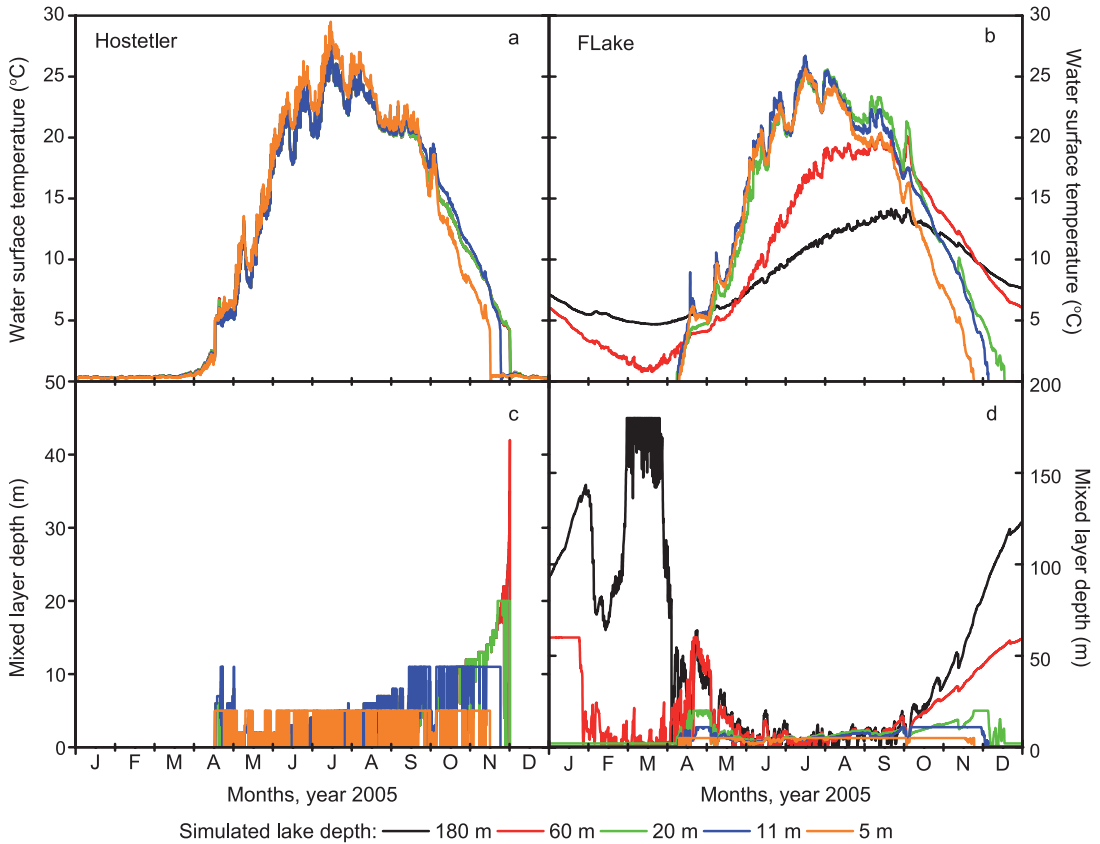 Hostetler
a
Water surface temperature (°C)
30
25
20
15
10
5
50
FLake
b
Water surface temperature (°C)
30
25
20
15
10
5
200
c
Mixed layer depth (m)
40
30
20
10
0
J F M A M J J A S O N D
Months, year 2005
d
Mixed layer depth (m)
150
100
50
0
J F M A M J J A S O N D
Months, year 2005
Simulated lake depth: 180 m 60 m 20 m 11 m 5 m